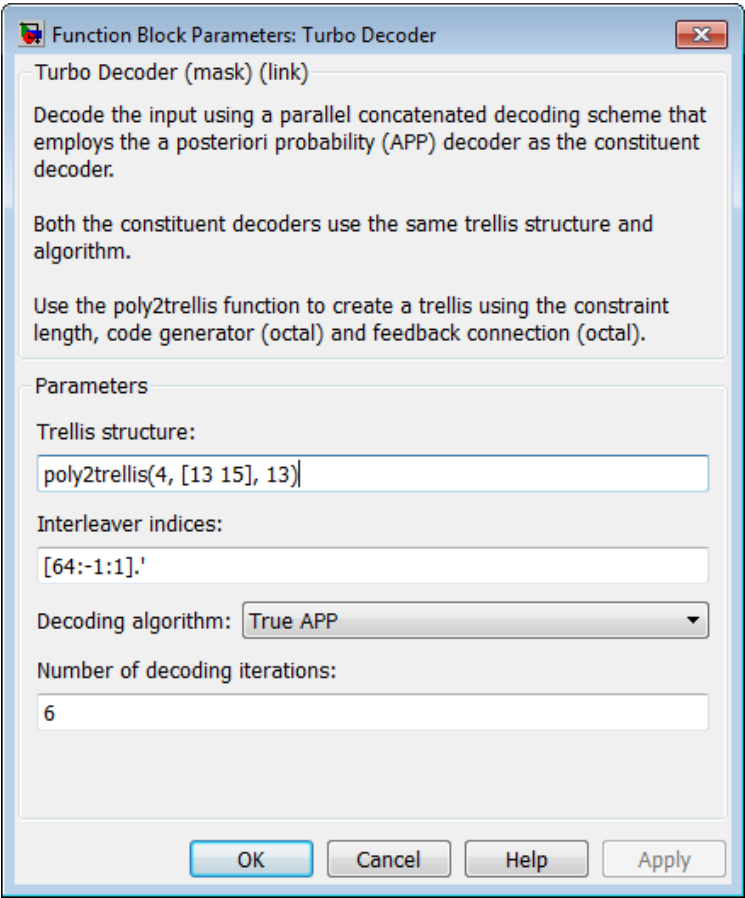 Function Block Parameters: Turbo Decoder
Turbo Decoder (mask) (link)
Decode the input using a parallel concatenated decoding scheme that
employs the a posteriori probability (APP) decoder as the constituent
decoder.
Both the constituent decoders use the same trellis structure and
algorithm.
Use the poly2trellis function to create a trellis using the constraint
length, code generator (octal) and feedback connection (octal).
Parameters
Trellis structure:
poly2trellis(4, [13 15], 13)
Interleaver indices:
[64:-1:1].'
Decoding algorithm: True APP
Number of decoding iterations:
6
OK Cancel Help Apply